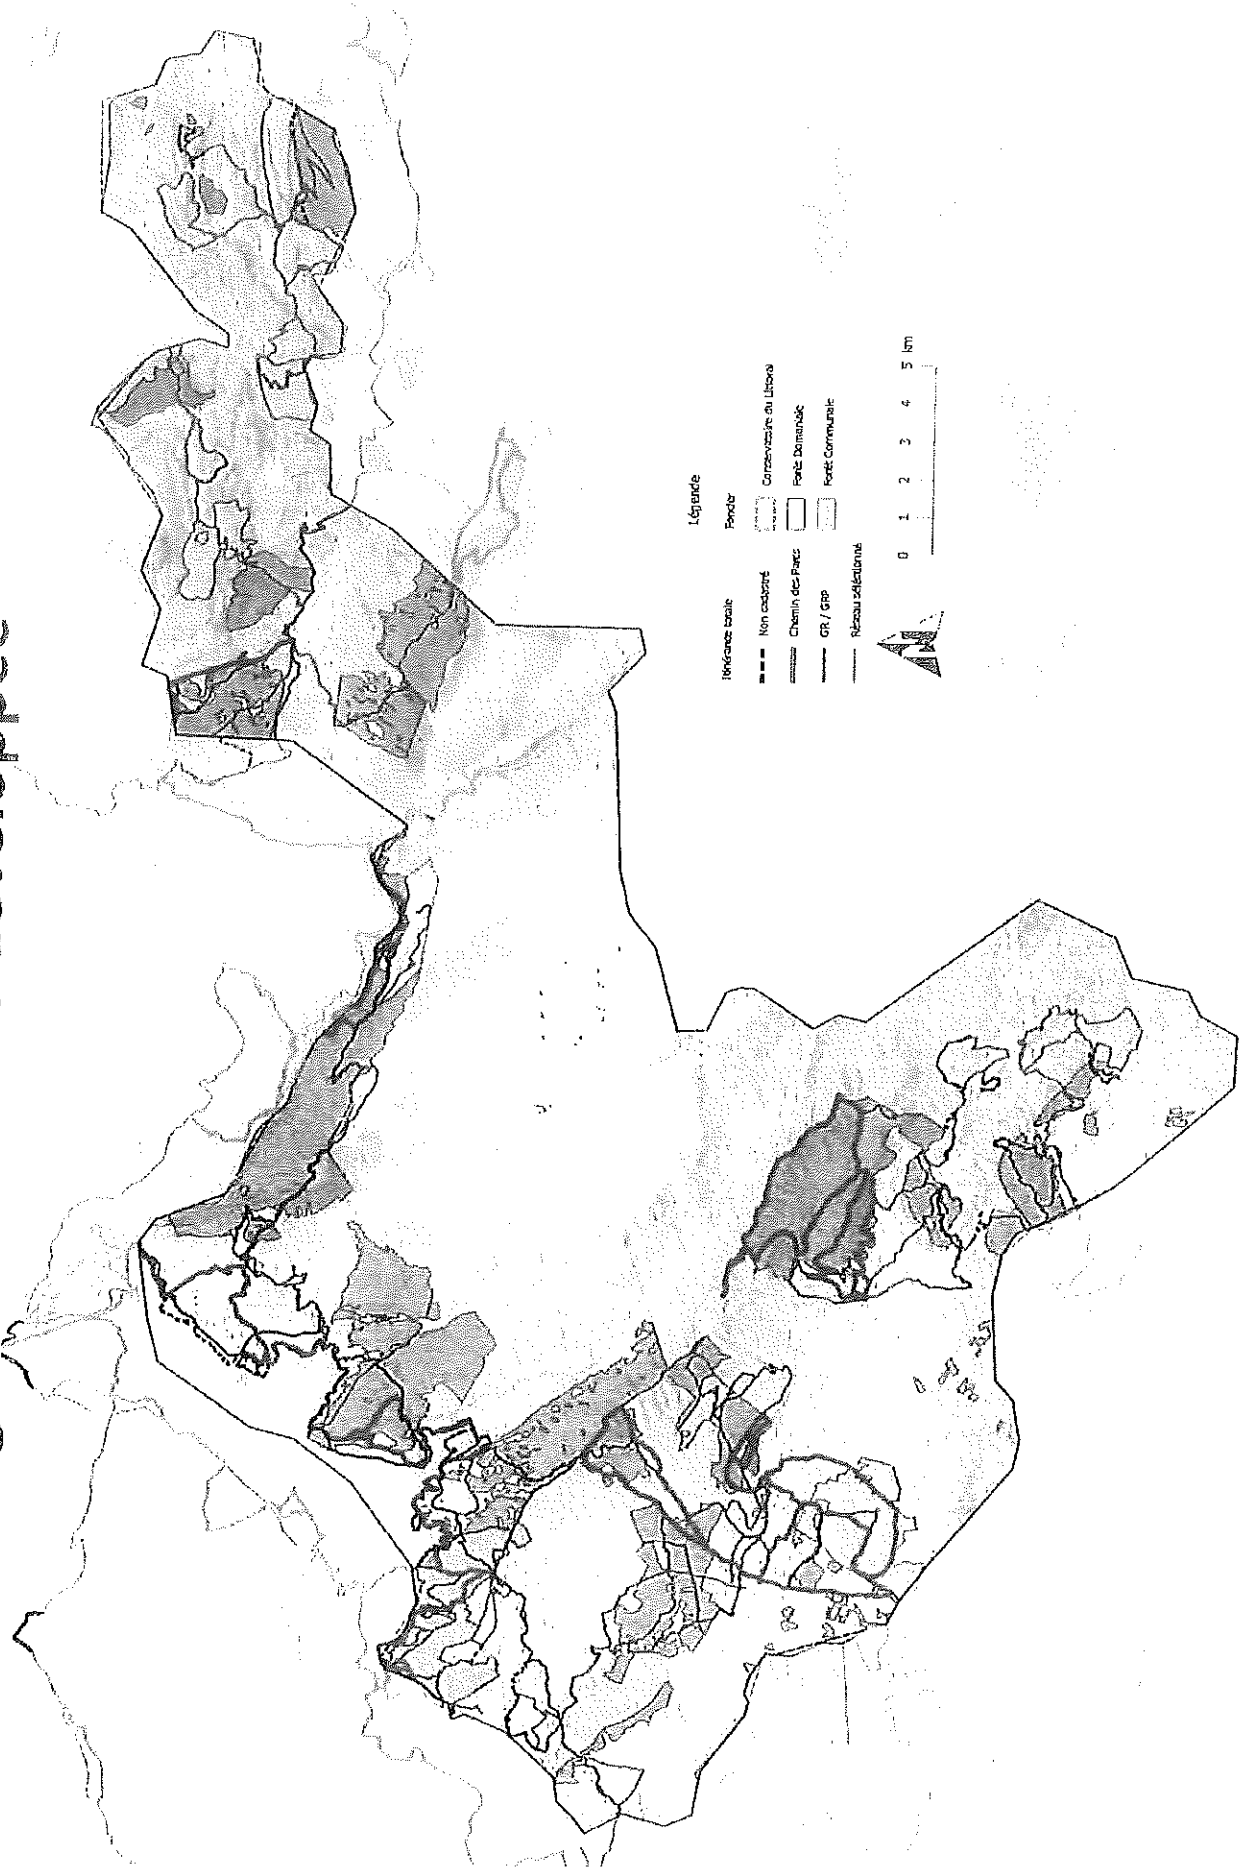 Légende
Itinérance totale
Non cadastré
Chemin des Parcs
GR / GRP
Réseau sélectionné
Foncier
Conservatoire du Littoral
Forêt Domaniale
Forêt Communale
0 1 2 3 4 5 km